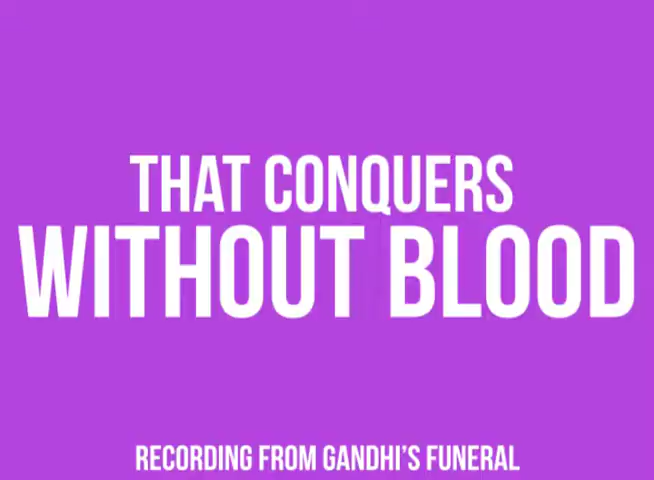 THAT CONQUERS
WITHOUT BLOOD
RECORDING FROM GANDHI'S FUNERAL